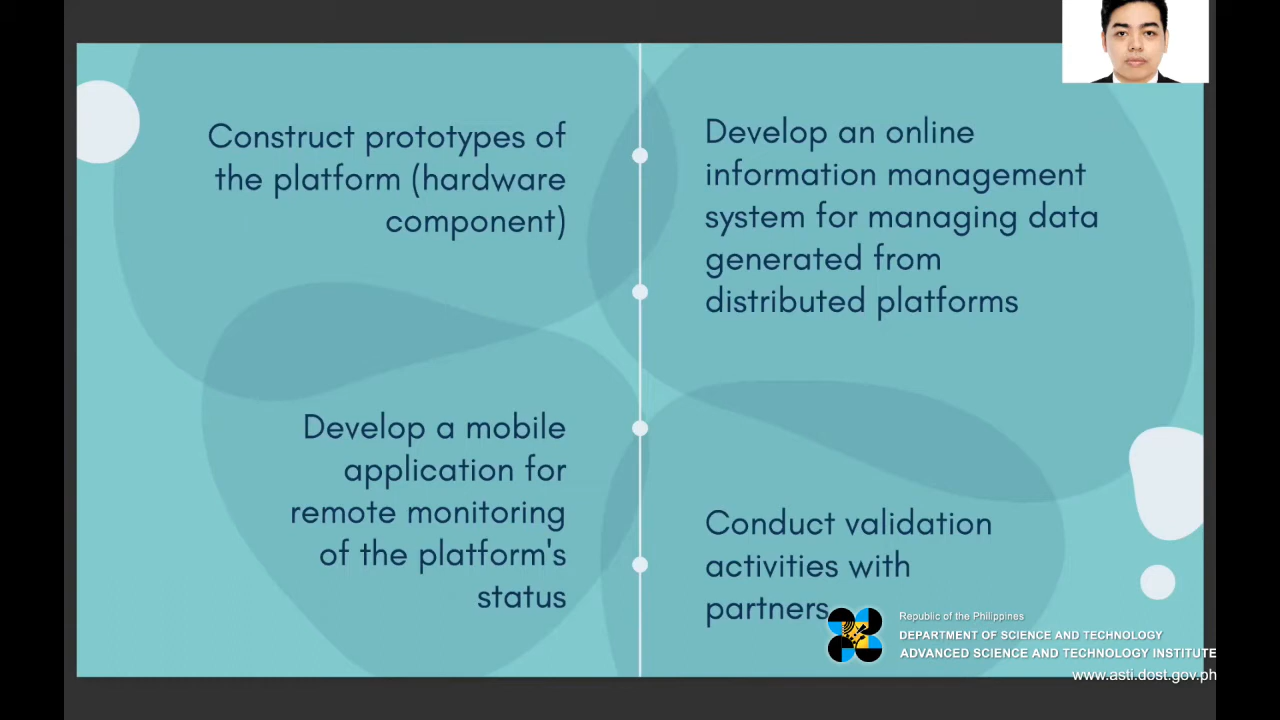 Construct prototypes of
the platform (hardware
component)
Develop an online
information management
system for managing data
generated from
distributed platforms
Develop a mobile
application for
remote monitoring
of the platform's
status
Conduct validation
activities with
partners
Republic of the Philippines
DEPARTMENT OF SCIENCE AND TECHNOLOGY
ADVANCED SCIENCE AND TECHNOLOGY INSTITUTE
www.asti.dost.gov.ph